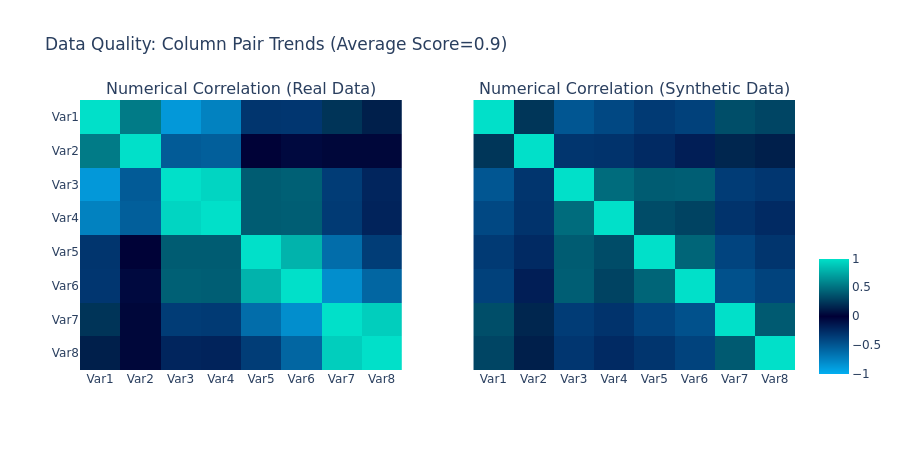 Data Quality: Column Pair Trends (Average Score=0.9)
Numerical Correlation (Real Data)
Numerical Correlation (Synthetic Data)
Var1
Var2
Var3
Var4
Var5
Var6
Var7
Var8
Var1 Var2 Var3 Var4 Var5 Var6 Var7 Var8
Var1 Var2 Var3 Var4 Var5 Var6 Var7 Var8
1
0.5
0
−0.5
−1